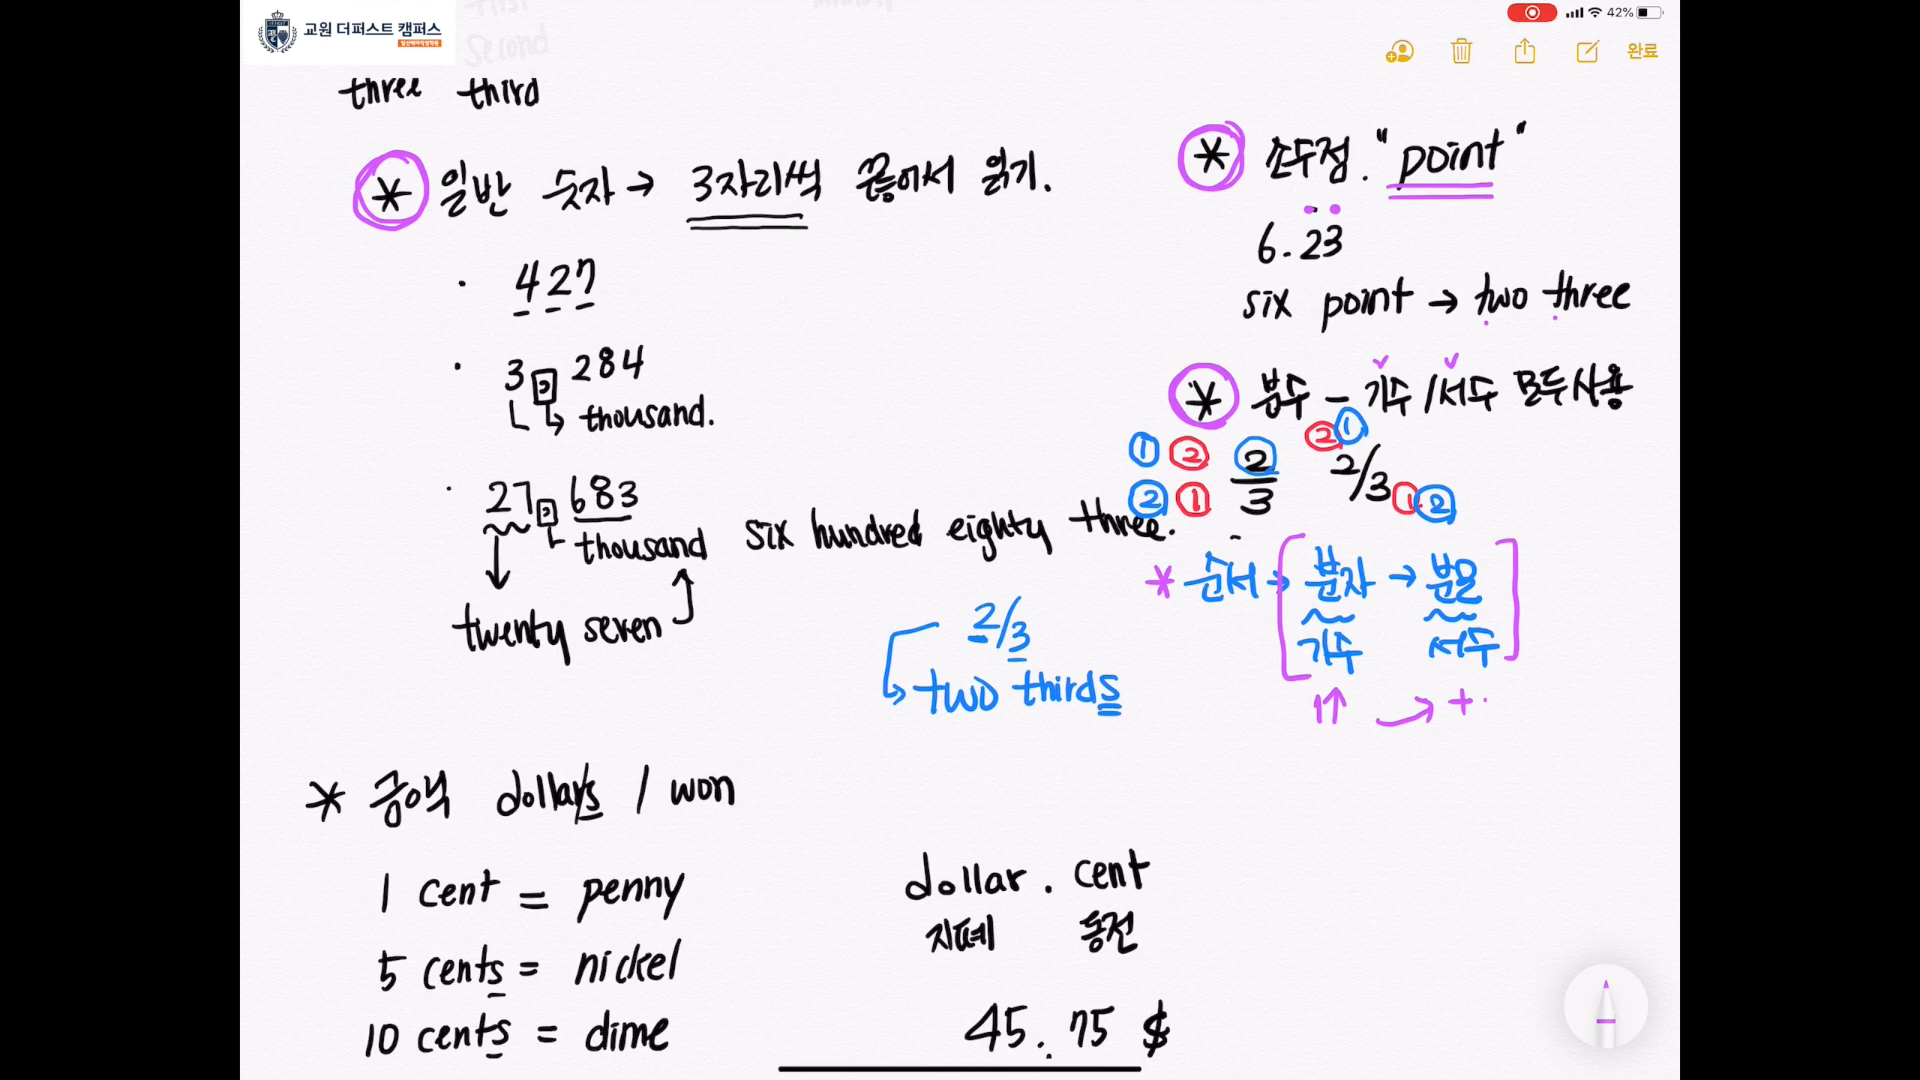 교원 더퍼스트 캠퍼스
42%
완료
Second
three third
* 일반 숫자 → 3자리씩 끊어서 읽기.
· 427
· 3 , 284
thousand.
· 27 , 683
thousand six hundred eighty three.
twenty seven
* 소수점. "point"
6.23
six point → two three
* 분수 - 기수/서수 모두 사용
① ② 2/3 ② ① 2/3 ① ②
② ①
* 순서 → [분자 → 분모]
기수 서수
→ +
2/3
two thirds
* 금액 dollars / won
1 cent = penny
5 cents = nickel
10 cents = dime
dollar . cent
지폐 동전
45.75 $